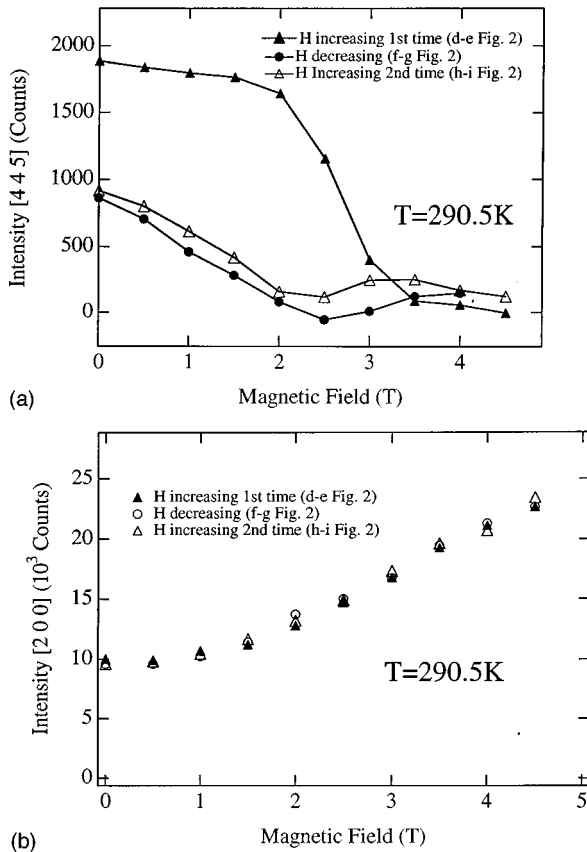 2000
1500
1000
500
0
Intensity [4 4 5] (Counts)
H increasing 1st time (d-e Fig. 2)
H decreasing (f-g Fig. 2)
H Increasing 2nd time (h-i Fig. 2)
T=290.5K
0 1 2 3 4
Magnetic Field (T)
(a)
25
20
15
10
5
0
Intensity [2 0 0] (10³ Counts)
H increasing 1st time (d-e Fig. 2)
H decreasing (f-g Fig. 2)
H increasing 2nd time (h-i Fig. 2)
T=290.5K
0 1 2 3 4 5
Magnetic Field (T)
(b)